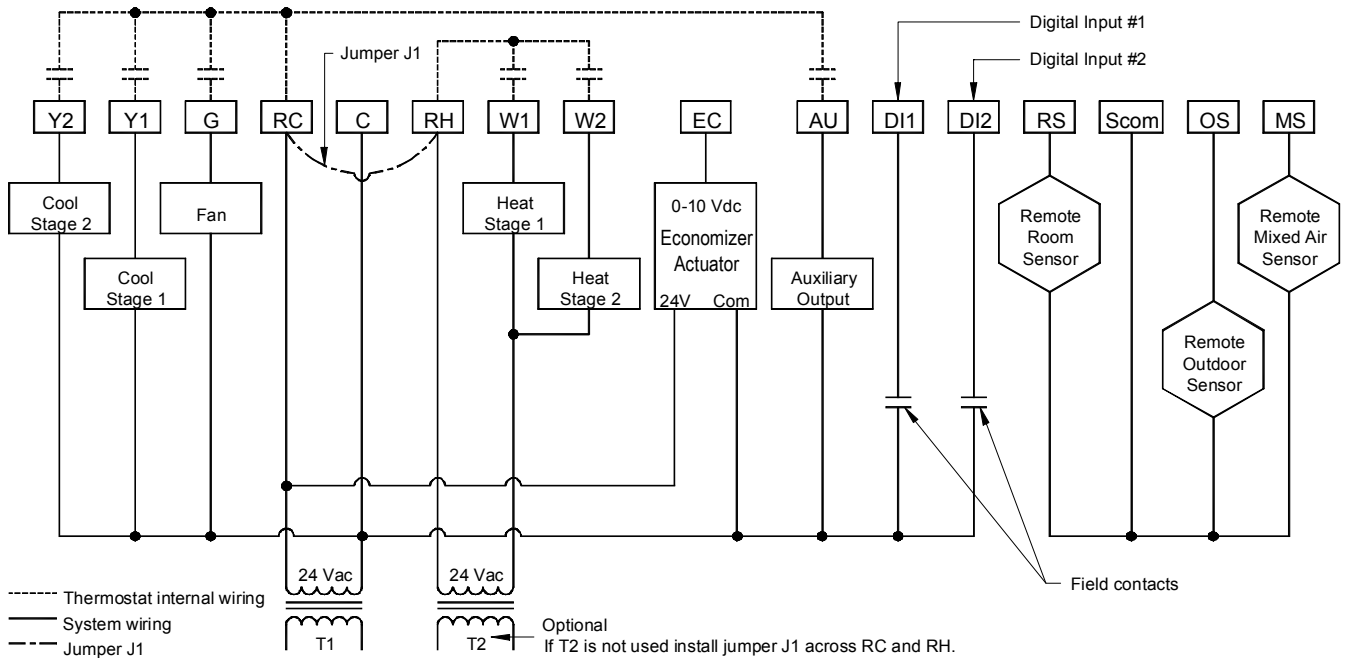 Digital Input #1
Jumper J1
Digital Input #2
Y2 Y1 G RC C RH W1 W2 EC AU DI1 DI2 RS Scom OS MS
Cool
Stage 2
Fan
Heat
Stage 1
0-10 Vdc
Economizer
Actuator
24V Com
Remote
Room
Sensor
Remote
Mixed Air
Sensor
Cool
Stage 1
Heat
Stage 2
Auxiliary
Output
Remote
Outdoor
Sensor
24 Vac
24 Vac
Field contacts
Thermostat internal wiring
System wiring
Jumper J1
T1
T2
Optional
If T2 is not used install jumper J1 across RC and RH.